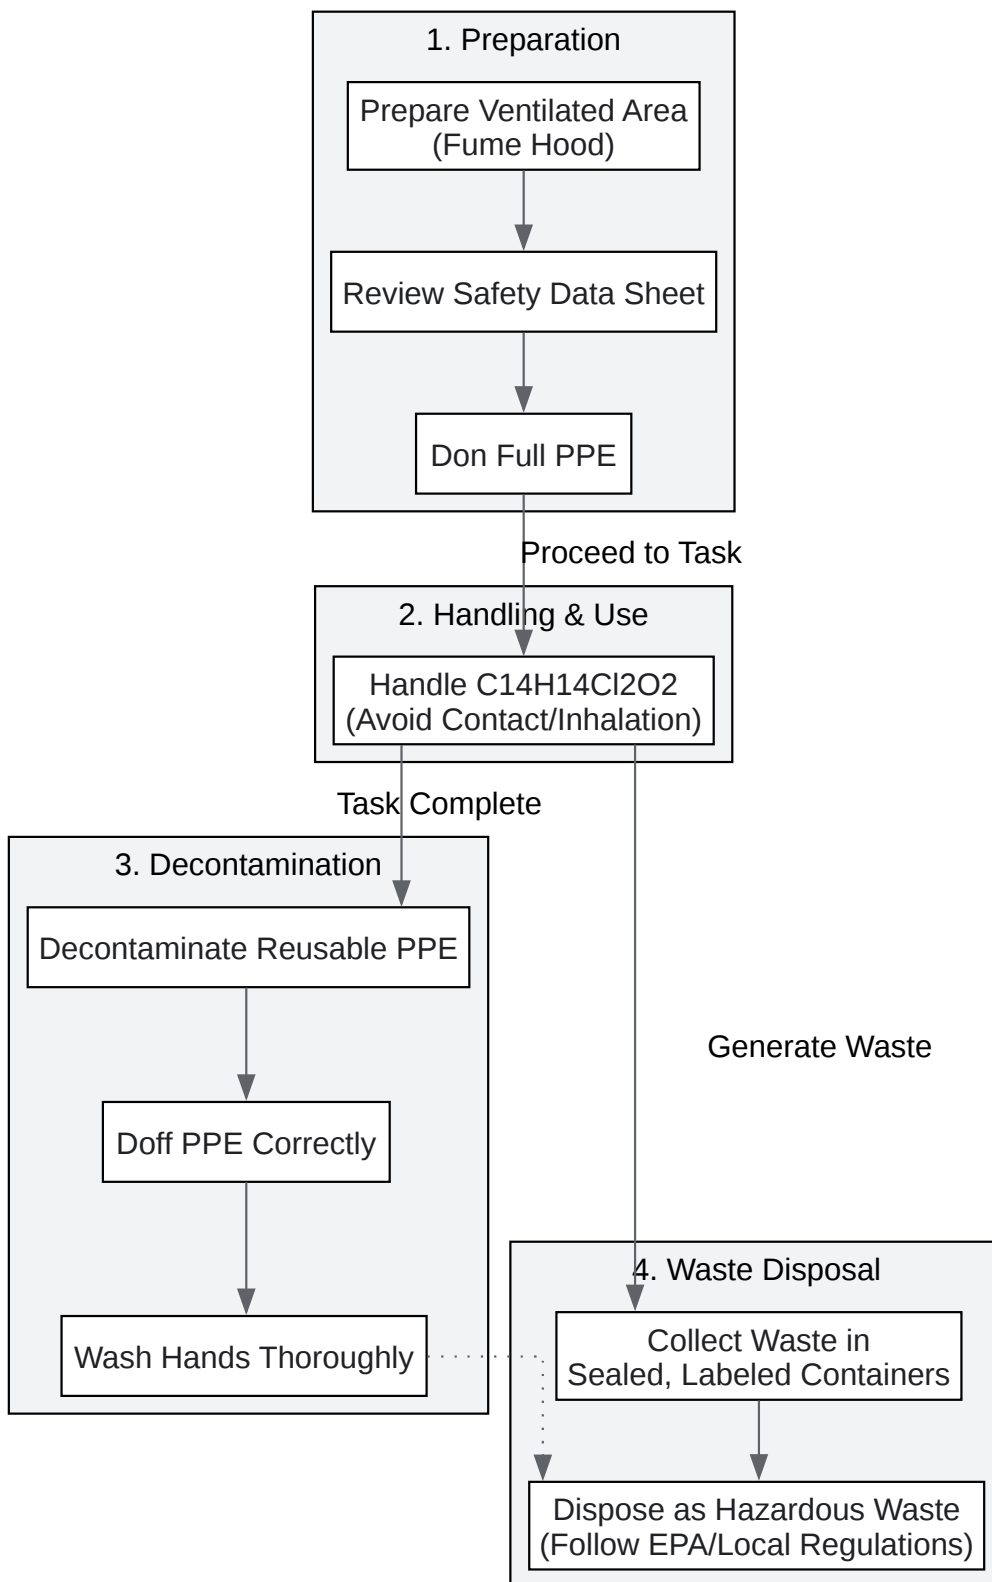 1. Preparation
Prepare Ventilated Area
(Fume Hood)
Review Safety Data Sheet
Don Full PPE
Proceed to Task
2. Handling & Use
Handle C14H14Cl2O2
(Avoid Contact/Inhalation)
Task Complete
3. Decontamination
Decontaminate Reusable PPE
Generate Waste
Doff PPE Correctly
Wash Hands Thoroughly
4. Waste Disposal
Collect Waste in
Sealed, Labeled Containers
Dispose as Hazardous Waste
(Follow EPA/Local Regulations)